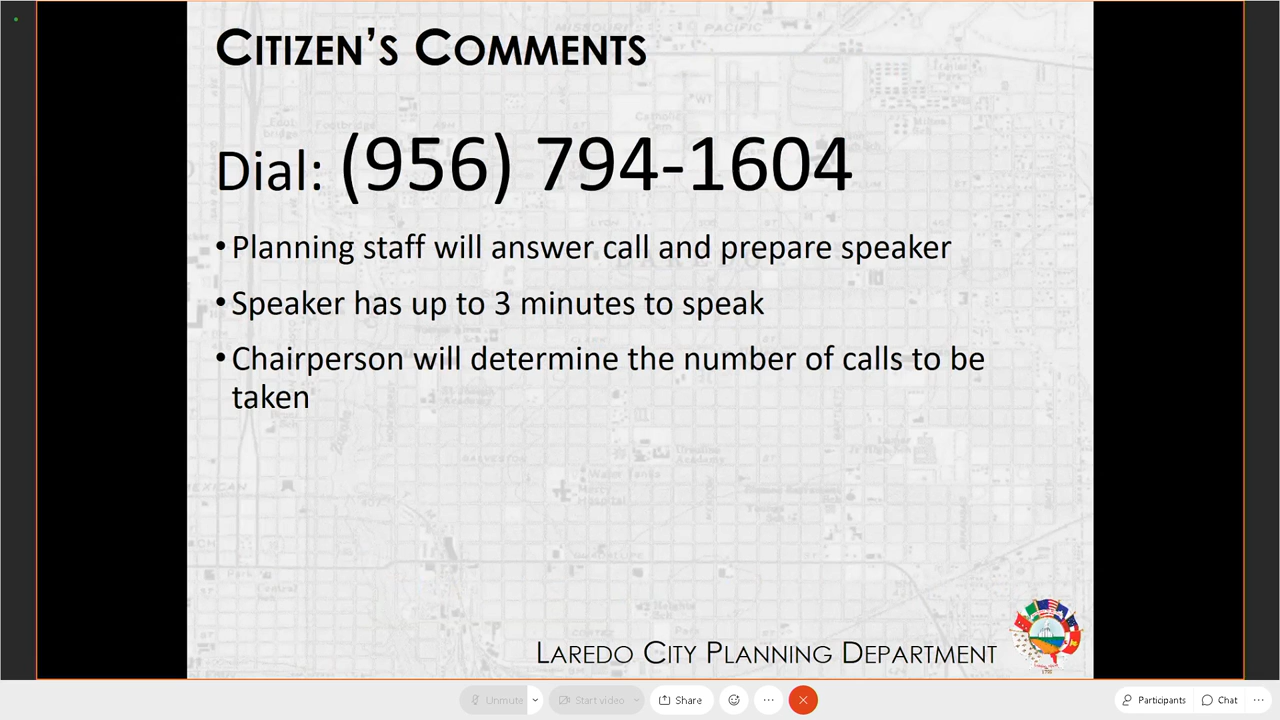 CITIZEN'S COMMENTS
Dial: (956) 794-1604
•Planning staff will answer call and prepare speaker
•Speaker has up to 3 minutes to speak
•Chairperson will determine the number of calls to be
taken
LAREDO CITY PLANNING DEPARTMENT
Unmute
Start video
Share
Participants
Chat